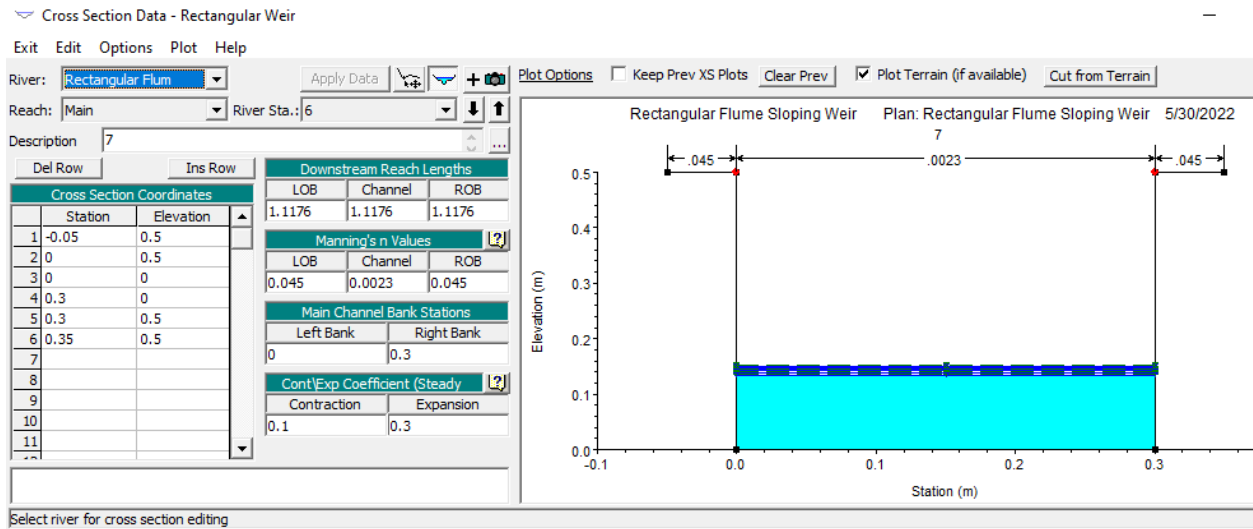 Cross Section Data - Rectangular Weir
Exit Edit Options Plot Help
River: Rectangular Flum Apply Data + Plot Options Keep Prev XS Plots Clear Prev Plot Terrain (if available) Cut from Terrain
Reach: Main River Sta.: 6
Description 7 ...
Del Row Ins Row
Cross Section Coordinates
Station Elevation
1 -0.05 0.5
2 0 0.5
3 0 0
4 0.3 0
5 0.3 0.5
6 0.35 0.5
7
8
9
10
11
Downstream Reach Lengths
LOB Channel ROB
1.1176 1.1176 1.1176
Manning's n Values
LOB Channel ROB
0.045 0.0023 0.045
Main Channel Bank Stations
Left Bank Right Bank
0 0.3
Cont\Exp Coefficient (Steady
Contraction Expansion
0.1 0.3
Rectangular Flume Sloping Weir Plan: Rectangular Flume Sloping Weir 5/30/2022
7
.045 .0023 .045
0.5
0.4
0.3
0.2
0.1
0.0
Elevation (m)
-0.1 0.0 0.1 0.2 0.3
Station (m)
Select river for cross section editing